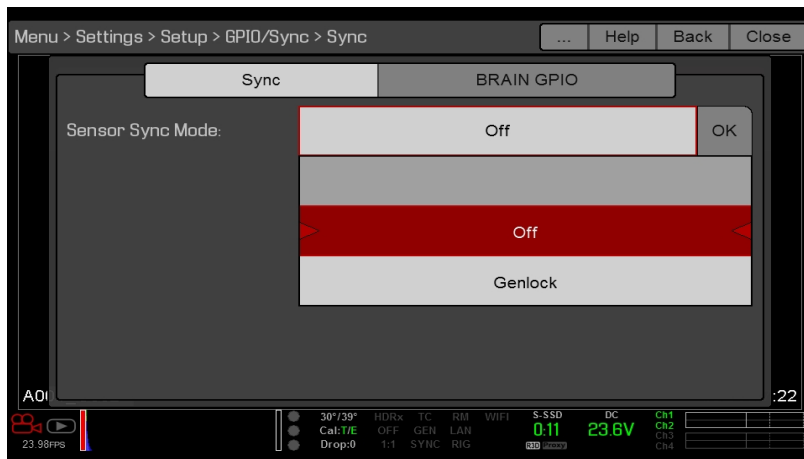 Menu > Settings > Setup > GPIO/Sync > Sync ... Help Back Close
Sync BRAIN GPIO
Sensor Sync Mode: Off OK
Off
Genlock
:22
30°/39° HDRx TC RM WIFI S-SSD DC Ch1
Cal:T/E OFF GEN LAN 0:11 23.6V Ch2
Ch3
23.98FPS Drop:0 1:1 SYNC RIG R3D Proxy Ch4